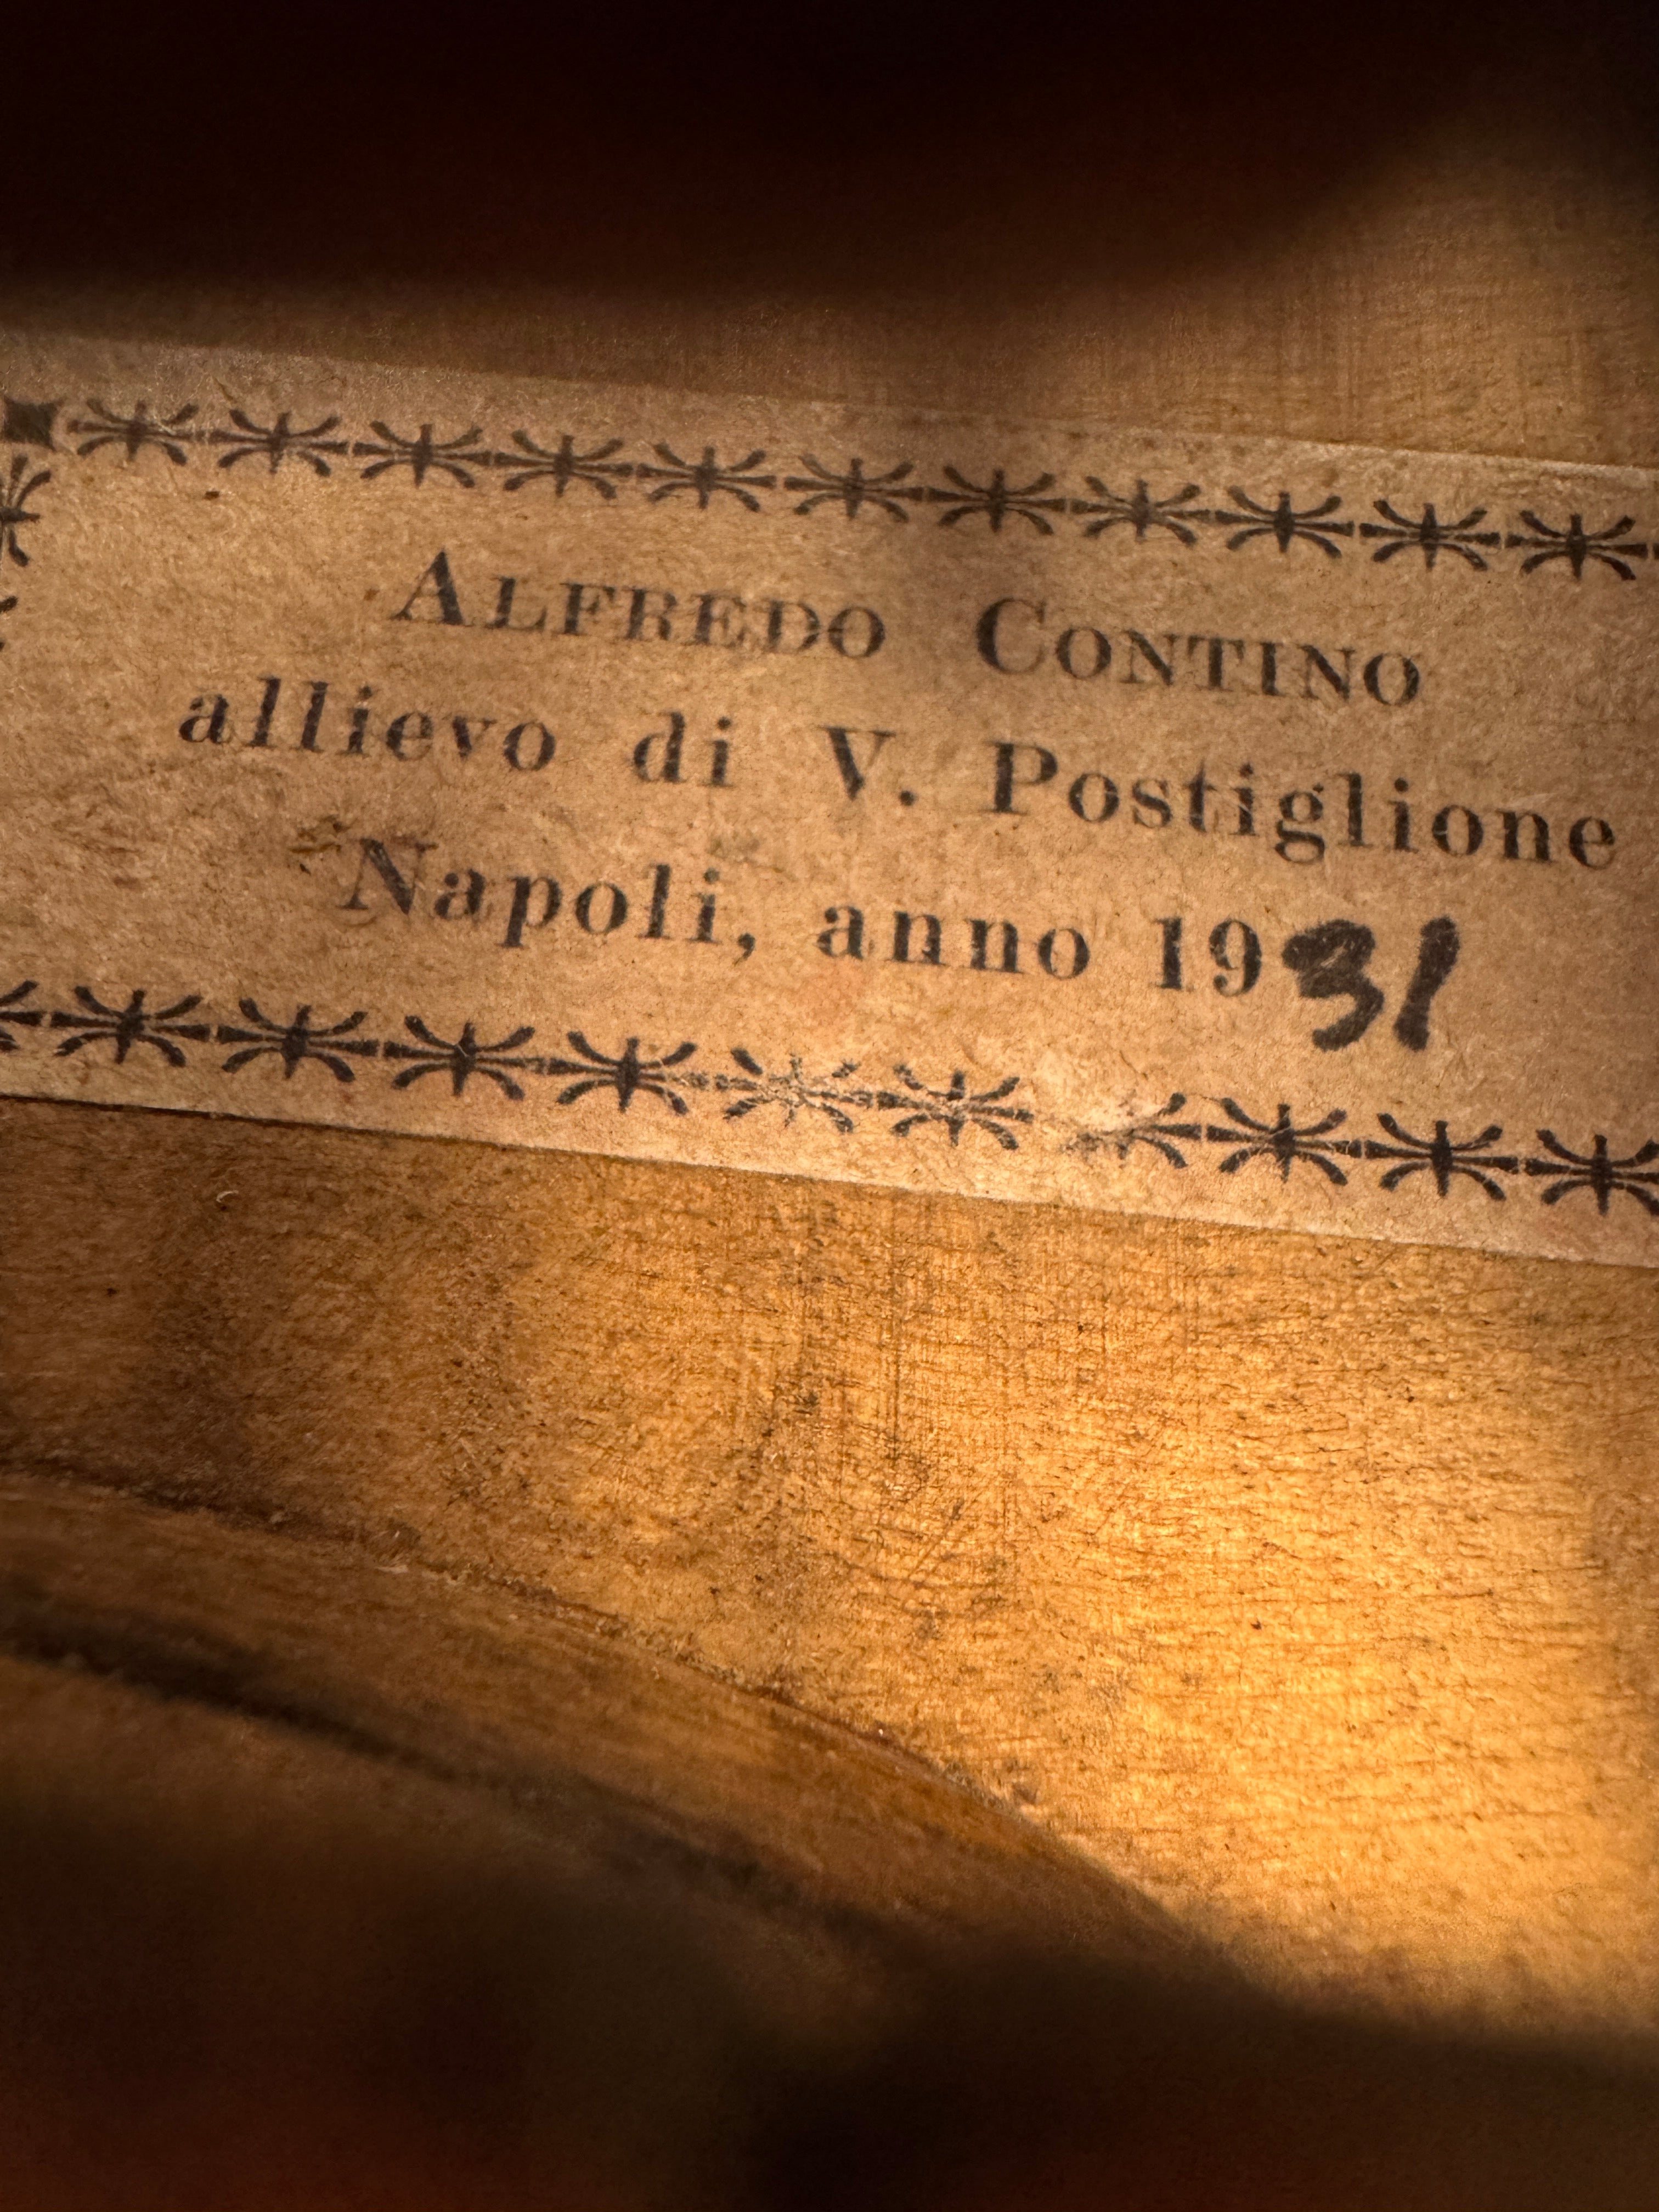 ALFREDO CONTINO
allievo di V. Postiglione
Napoli, anno 1931